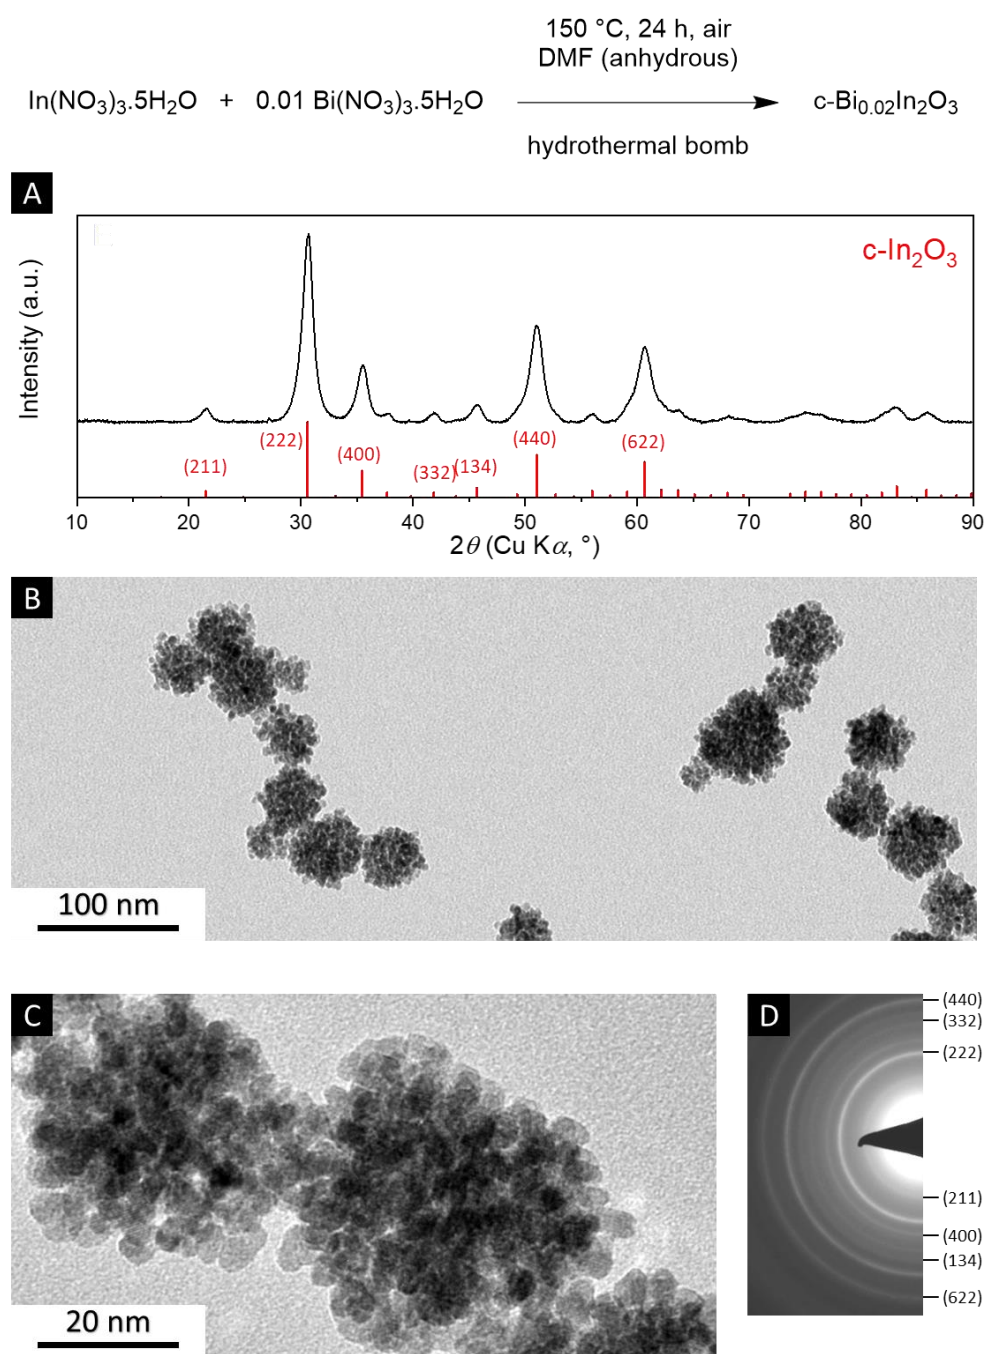 150 °C, 24 h, air
DMF (anhydrous)
In(NO3)3.5H2O + 0.01 Bi(NO3)3.5H2O
c-Bi0.02In2O3
hydrothermal bomb
A
c-In2O3
Intensity (a.u.)
(211)
(222)
(400)
(332)
(134)
(440)
(622)
10 20 30 40 50 60 70 80 90
2θ (Cu Kα, °)
B
100 nm
C
20 nm
D
(440)
(332)
(222)
(211)
(400)
(134)
(622)